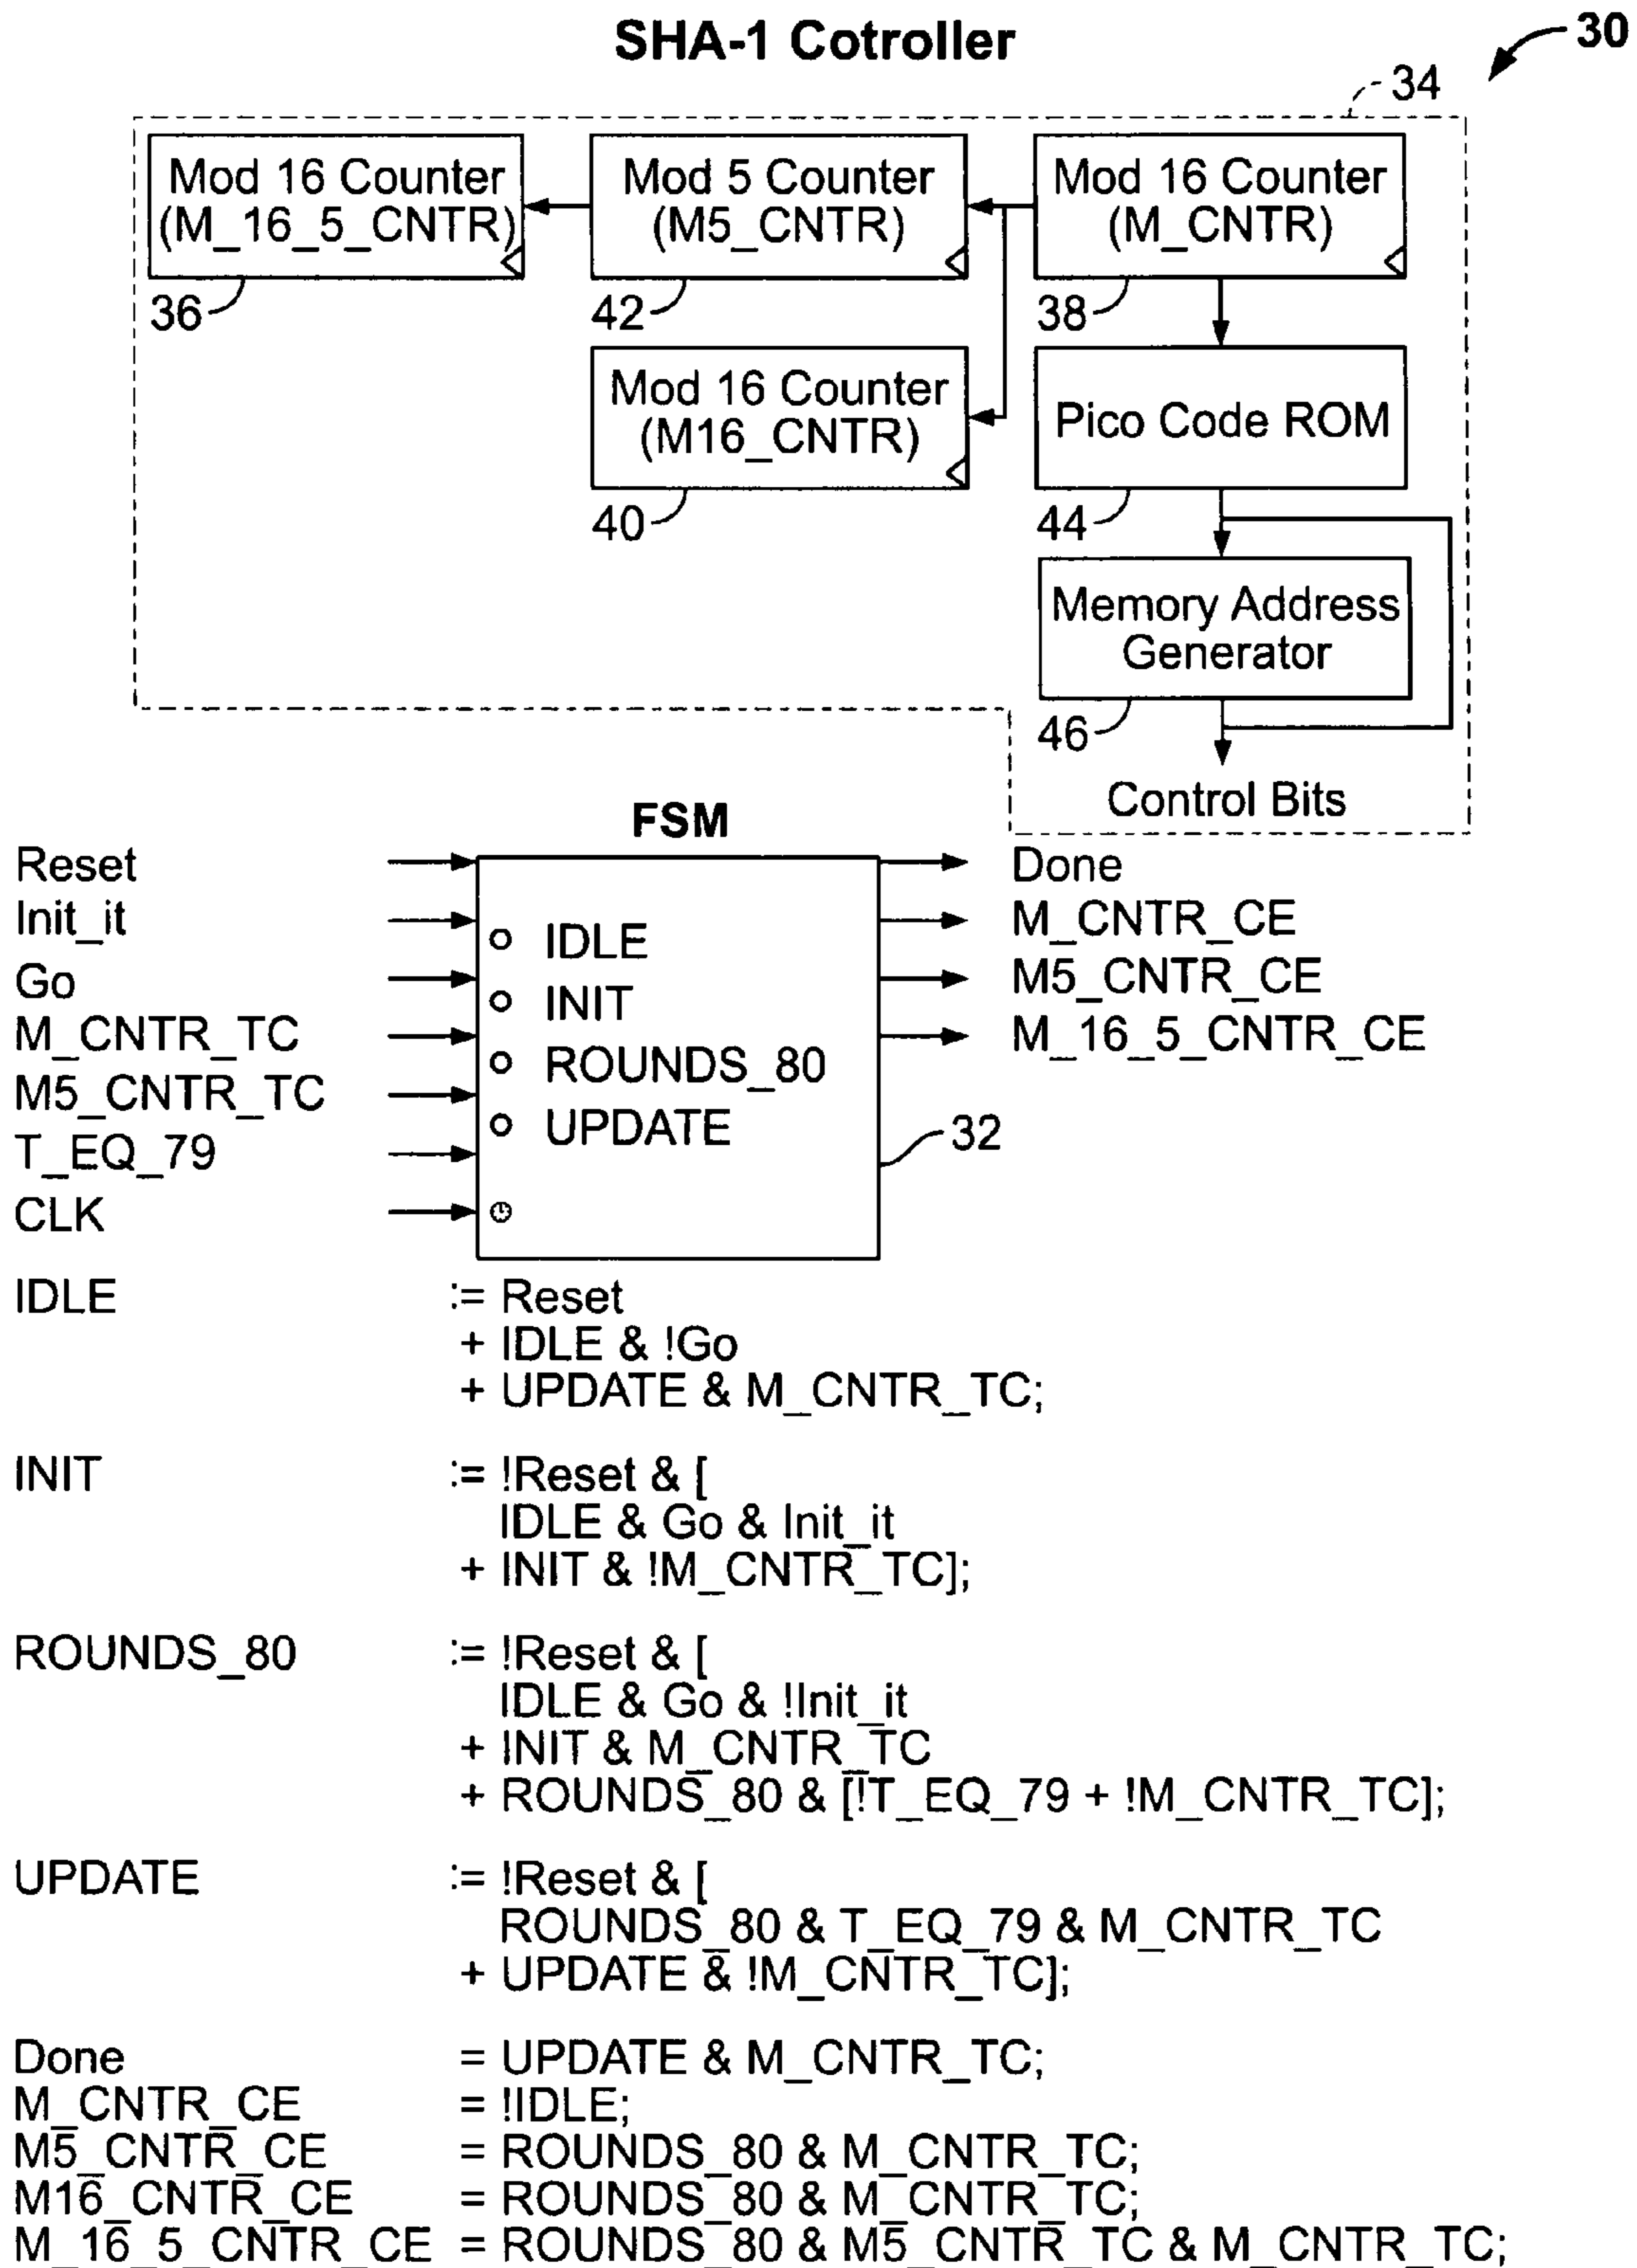 SHA-1 Cotroller
30
34
Mod 16 Counter
(M_16_5_CNTR)
36
Mod 5 Counter
(M5_CNTR)
42
Mod 16 Counter
(M_CNTR)
38
Mod 16 Counter
(M16_CNTR)
40
Pico Code ROM
44
Memory Address
Generator
46
Control Bits
FSM
Reset
Init_it
Go
M_CNTR_TC
M5_CNTR_TC
T_EQ_79
CLK
IDLE
INIT
ROUNDS_80
UPDATE
32
Done
M_CNTR_CE
M5_CNTR_CE
M_16_5_CNTR_CE
IDLE := Reset
+ IDLE & !Go
+ UPDATE & M_CNTR_TC;
INIT := !Reset & [
IDLE & Go & Init_it
+ INIT & !M_CNTR_TC];
ROUNDS_80 := !Reset & [
IDLE & Go & !Init_it
+ INIT & M_CNTR_TC
+ ROUNDS_80 & [!T_EQ_79 + !M_CNTR_TC];
UPDATE := !Reset & [
ROUNDS_80 & T_EQ_79 & M_CNTR_TC
+ UPDATE & !M_CNTR_TC];
Done = UPDATE & M_CNTR_TC;
M_CNTR_CE = !IDLE;
M5_CNTR_CE = ROUNDS_80 & M_CNTR_TC;
M16_CNTR_CE = ROUNDS_80 & M_CNTR_TC;
M_16_5_CNTR_CE = ROUNDS_80 & M5_CNTR_TC & M_CNTR_TC;